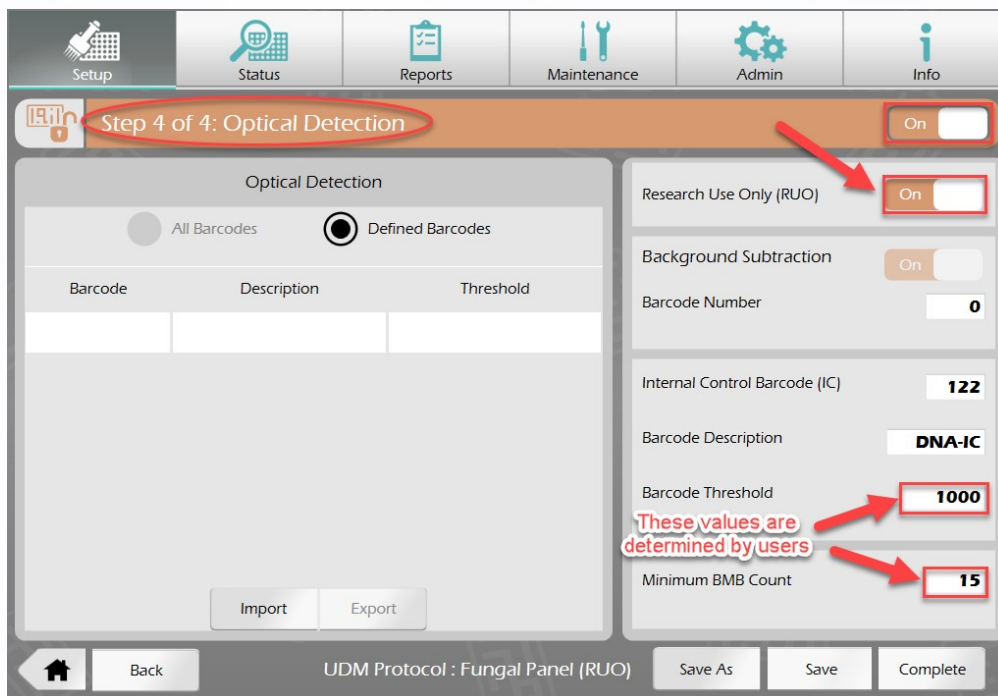 Setup
Status
Reports
Maintenance
Admin
Info
Step 4 of 4: Optical Detection
On
Optical Detection
All Barcodes
Defined Barcodes
Barcode
Description
Threshold
Import
Export
Research Use Only (RUO)
On
Background Subtraction
On
Barcode Number
0
Internal Control Barcode (IC)
122
Barcode Description
DNA-IC
Barcode Threshold
1000
These values are
determined by users
Minimum BMB Count
15
Back
UDM Protocol : Fungal Panel (RUO)
Save As
Save
Complete